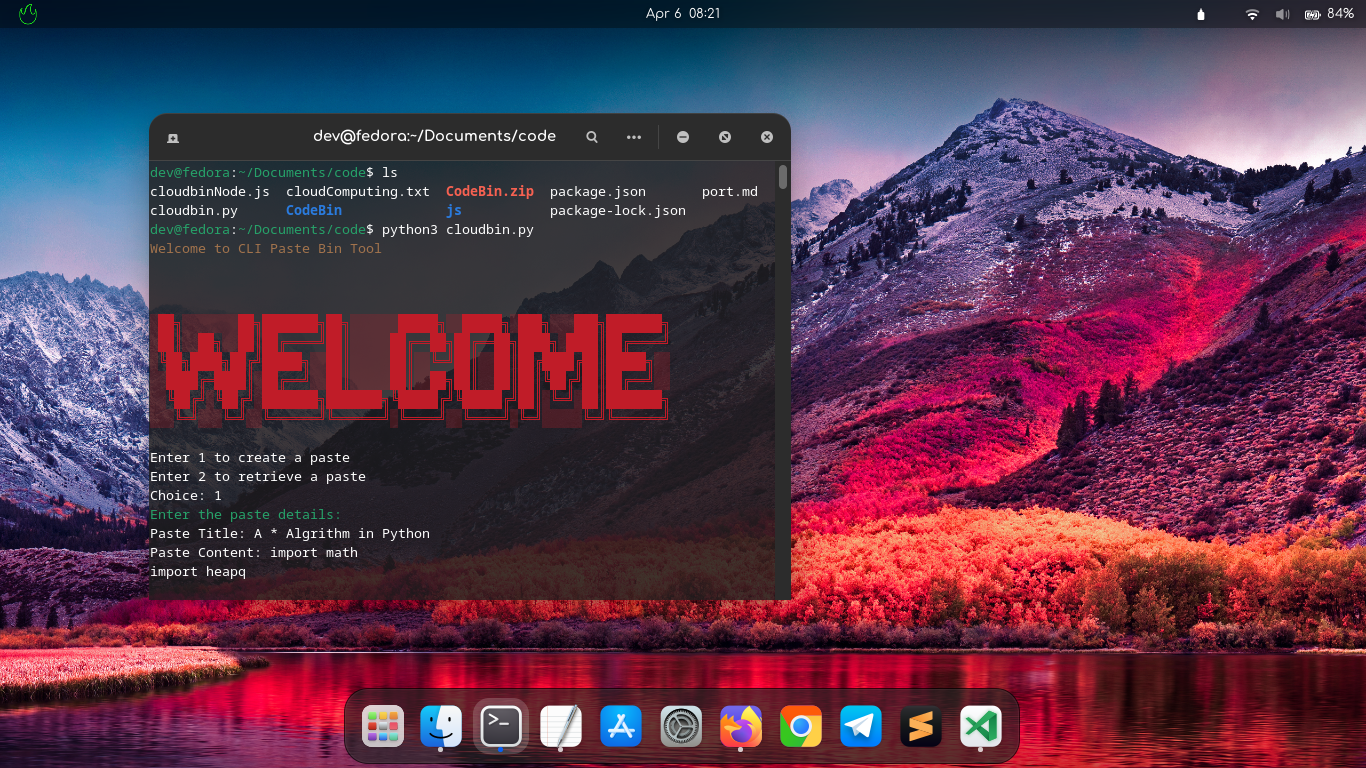 Apr 6 08:21
84%
dev@fedora:~/Documents/code
dev@fedora:~/Documents/code$ ls
cloudbinNode.js cloudComputing.txt CodeBin.zip package.json port.md
cloudbin.py CodeBin js package-lock.json
dev@fedora:~/Documents/code$ python3 cloudbin.py
Welcome to CLI Paste Bin Tool
WELCOME
Enter 1 to create a paste
Enter 2 to retrieve a paste
Choice: 1
Enter the paste details:
Paste Title: A * Algrithm in Python
Paste Content: import math
import heapq